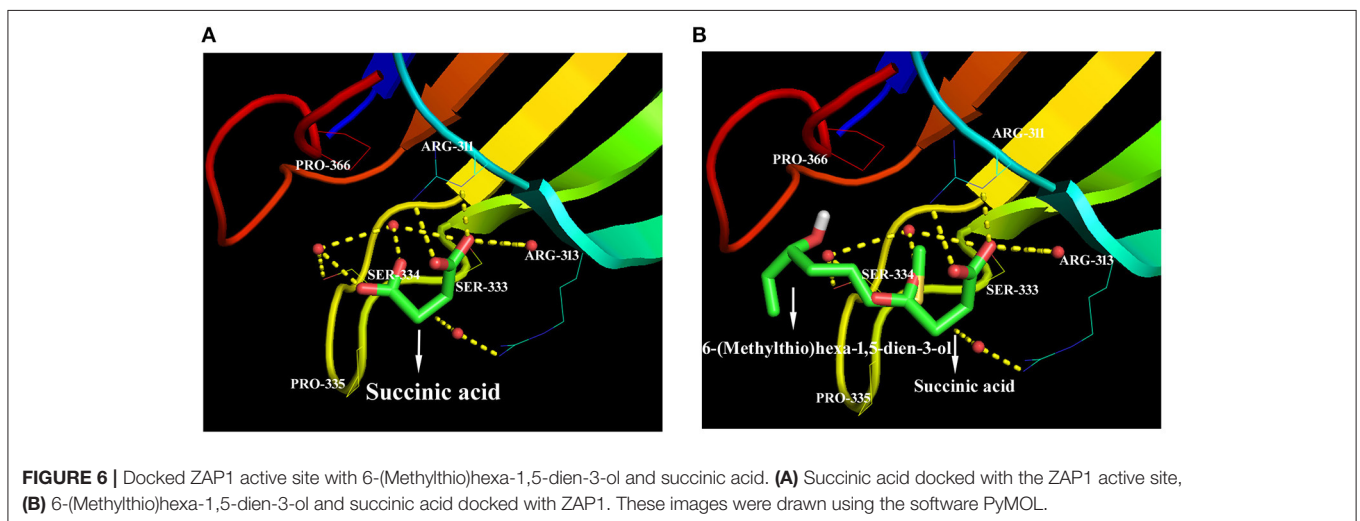 A
B
PRO-366
ARG-311
ARG-313
SER-334
SER-333
PRO-335
Succinic acid
PRO-366
ARG-311
ARG-313
SER-334
SER-333
6-(Methylthio)hexa-1,5-dien-3-ol
Succinic acid
PRO-335
FIGURE 6 | Docked ZAP1 active site with 6-(Methylthio)hexa-1,5-dien-3-ol and succinic acid. (A) Succinic acid docked with the ZAP1 active site,
(B) 6-(Methylthio)hexa-1,5-dien-3-ol and succinic acid docked with ZAP1. These images were drawn using the software PyMOL.